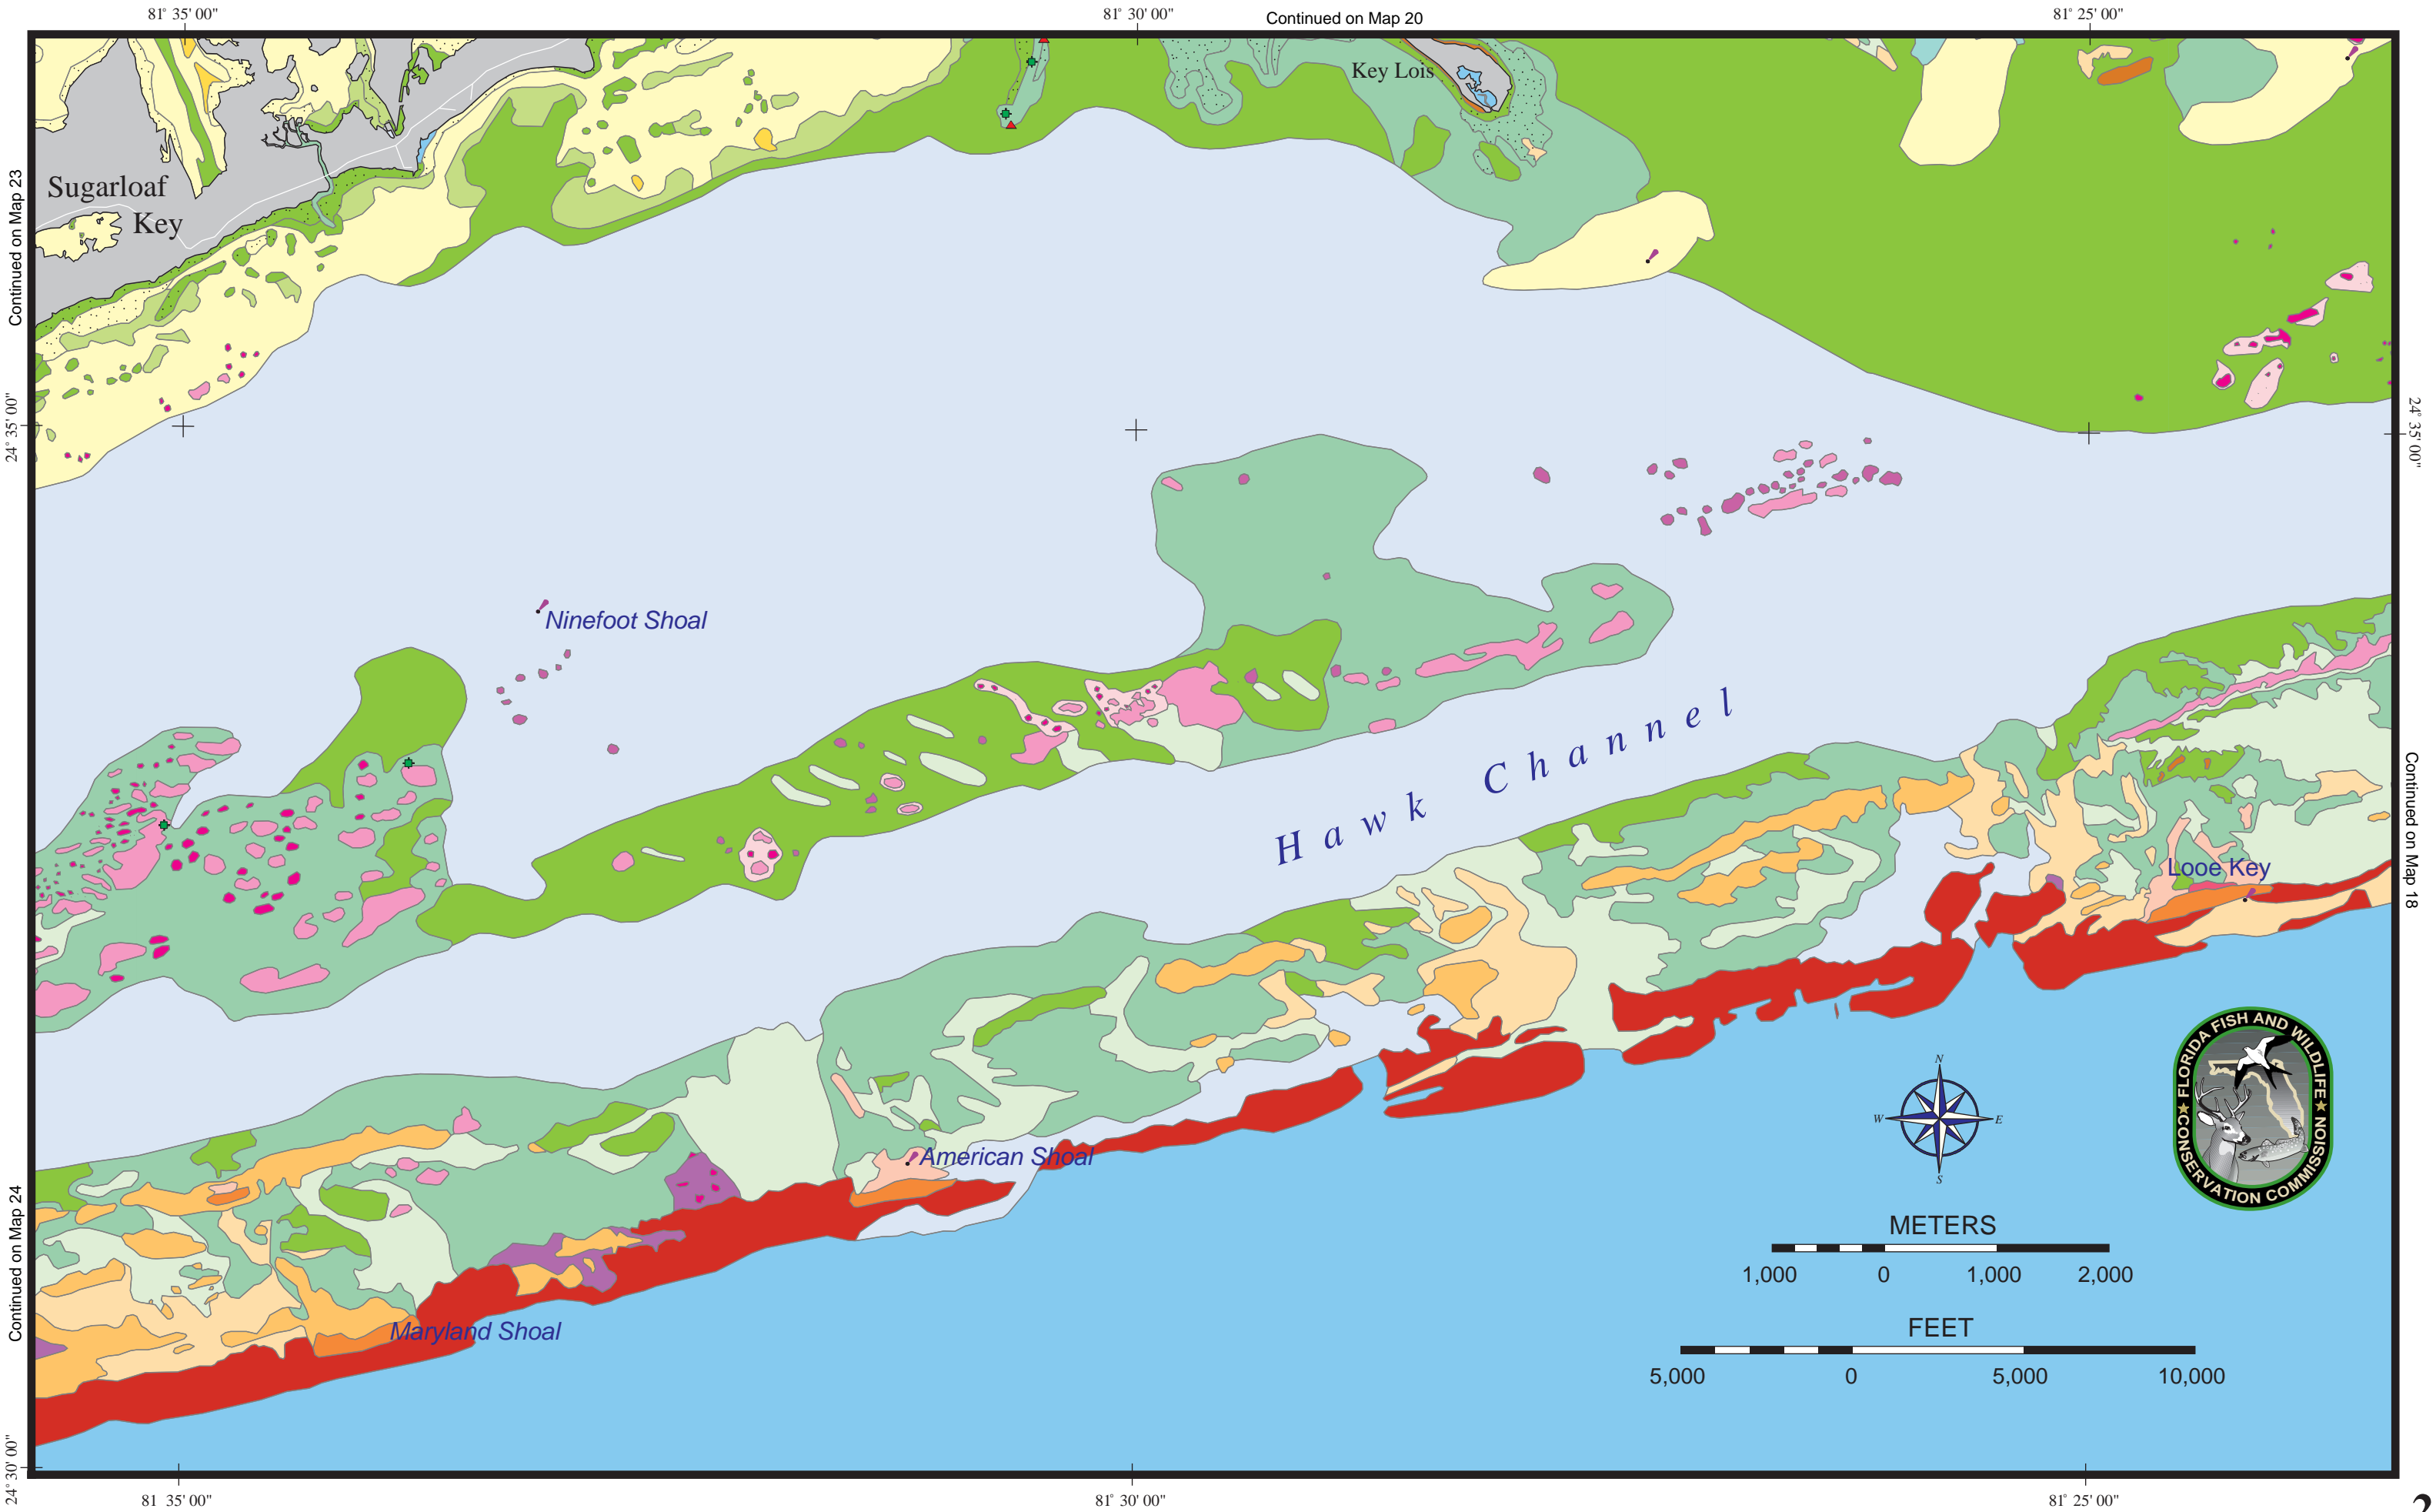 81° 35' 00"
81° 30' 00"
Continued on Map 20
81° 25' 00"
Key Lois
Continued on Map 23
Sugarloaf
Key
24° 35' 00"
24° 35' 00"
Ninefoot Shoal
Hawk Channel
Continued on Map 18
Looe Key
FLORIDA FISH AND WILDLIFE
CONSERVATION COMMISSION
N
W
E
S
American Shoal
Continued on Map 24
METERS
1,000 0 1,000 2,000
Maryland Shoal
FEET
5,000 0 5,000 10,000
24° 30' 00"
81° 35' 00"
81° 30' 00"
81° 25' 00"